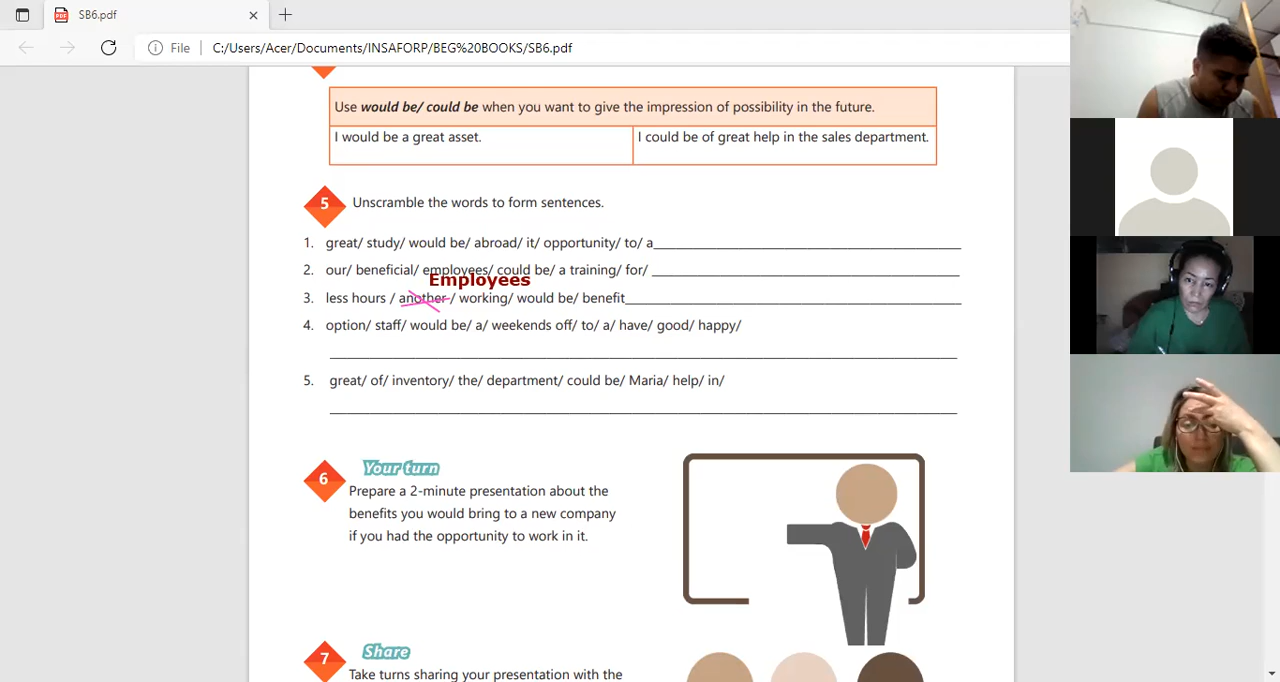 SB6.pdf
File C:/Users/Acer/Documents/INSAFORP/BEG%20BOOKS/SB6.pdf
Use would be/ could be when you want to give the impression of possibility in the future.
I would be a great asset. I could be of great help in the sales department.
5 Unscramble the words to form sentences.
1. great/ study/ would be/ abroad/ it/ opportunity/ to/ a
2. our/ beneficial/ employees/ could be/ a training/ for/
Employees
3. less hours / another / working/ would be/ benefit
4. option/ staff/ would be/ a/ weekends off/ to/ a/ have/ good/ happy/
5. great/ of/ inventory/ the/ department/ could be/ Maria/ help/ in/
6 Your turn
Prepare a 2-minute presentation about the
benefits you would bring to a new company
if you had the opportunity to work in it.
7 Share
Take turns sharing your presentation with the